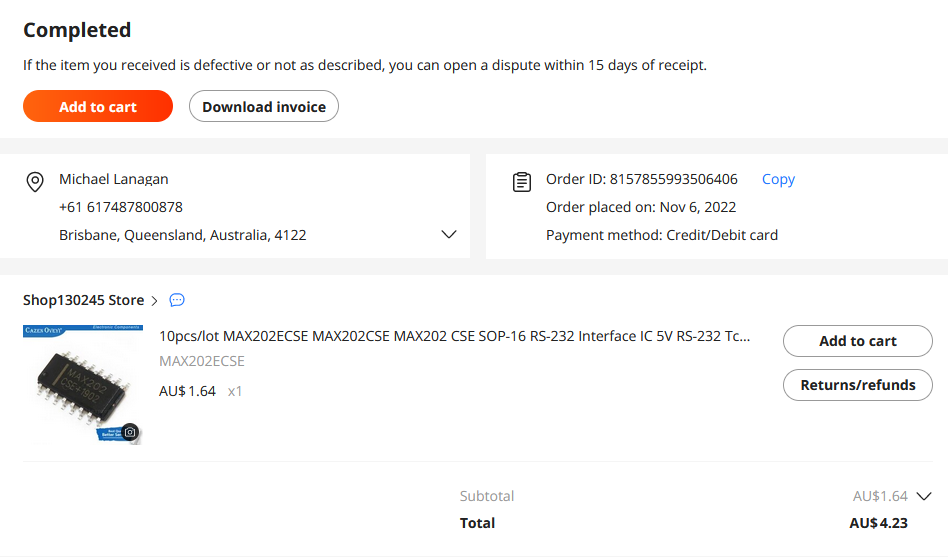 Completed
If the item you received is defective or not as described, you can open a dispute within 15 days of receipt.
Add to cart
Download invoice
Michael Lanagan
+61 617487800878
Brisbane, Queensland, Australia, 4122
Order ID: 8157855993506406
Copy
Order placed on: Nov 6, 2022
Payment method: Credit/Debit card
Shop130245 Store
Cazes Oveyi
Electronic Components
MAX202
CSE+1802
10pcs/lot MAX202ECSE MAX202CSE MAX202 CSE SOP-16 RS-232 Interface IC 5V RS-232 Tc...
MAX202ECSE
AU$1.64 x1
Add to cart
Returns/refunds
Subtotal
AU$1.64
Total
AU$4.23